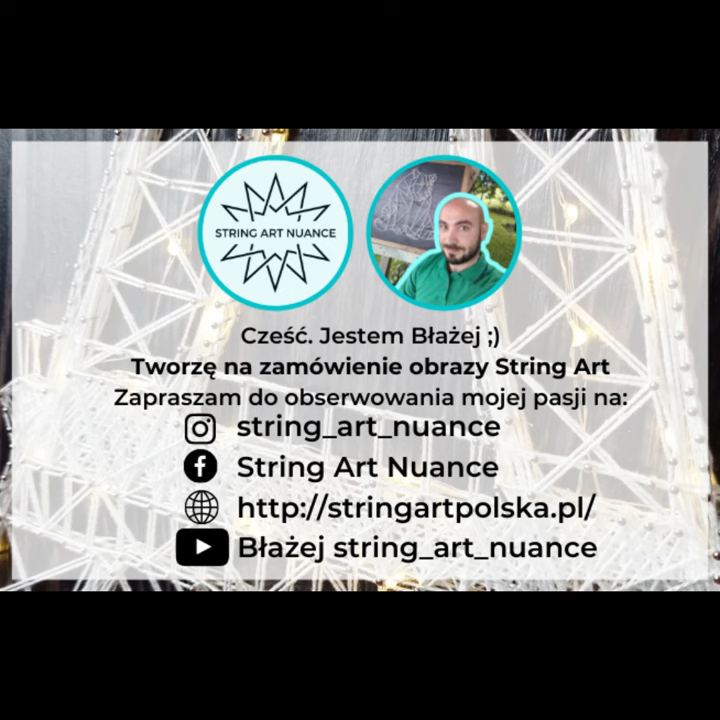 STRING ART NUANCE
Cześć. Jestem Błażej ;)
Tworzę na zamówienie obrazy String Art
Zapraszam do obserwowania mojej pasji na:
string_art_nuance
String Art Nuance
http://stringartpolska.pl/
Błażej string_art_nuance